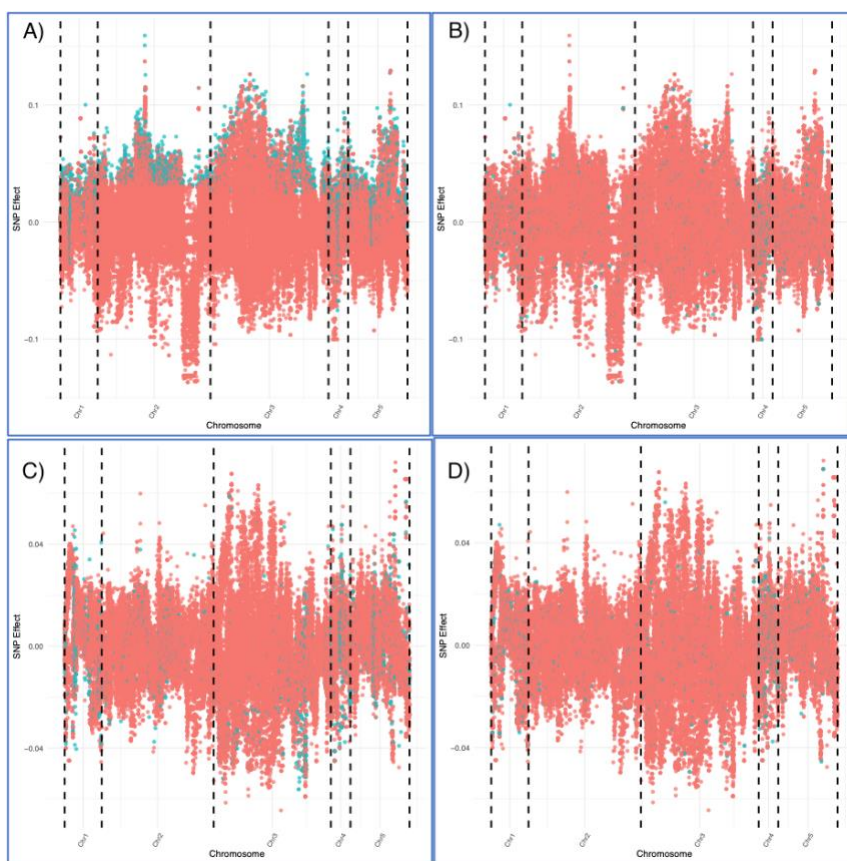 A)
0.1
0.0
−0.1
SNP Effect
Chr1
Chr2
Chr3
Chr4
Chr5
Chromosome
B)
0.1
0.0
−0.1
SNP Effect
Chr1
Chr2
Chr3
Chr4
Chr5
Chromosome
C)
0.04
0.00
−0.04
SNP Effect
Chr1
Chr2
Chr3
Chr4
Chr5
Chromosome
D)
0.04
0.00
−0.04
SNP Effect
Chr1
Chr2
Chr3
Chr4
Chr5
Chromosome